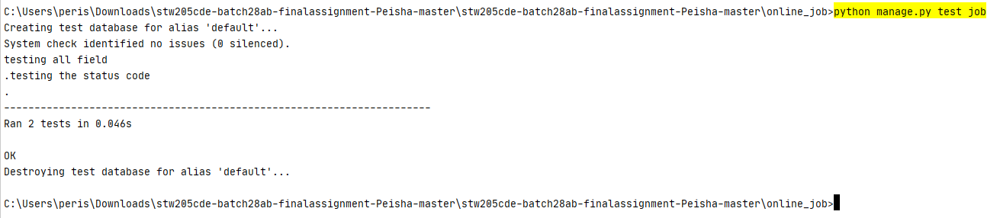 C:\Users\peris\Downloads\stw205cde-batch28ab-finalassignment-Peisha-master\stw205cde-batch28ab-finalassignment-Peisha-master\online_job>python manage.py test job
Creating test database for alias 'default'...
System check identified no issues (0 silenced).
testing all field
.testing the status code
.
----------------------------------------------------------------------
Ran 2 tests in 0.046s
OK
Destroying test database for alias 'default'...
C:\Users\peris\Downloads\stw205cde-batch28ab-finalassignment-Peisha-master\stw205cde-batch28ab-finalassignment-Peisha-master\online_job>